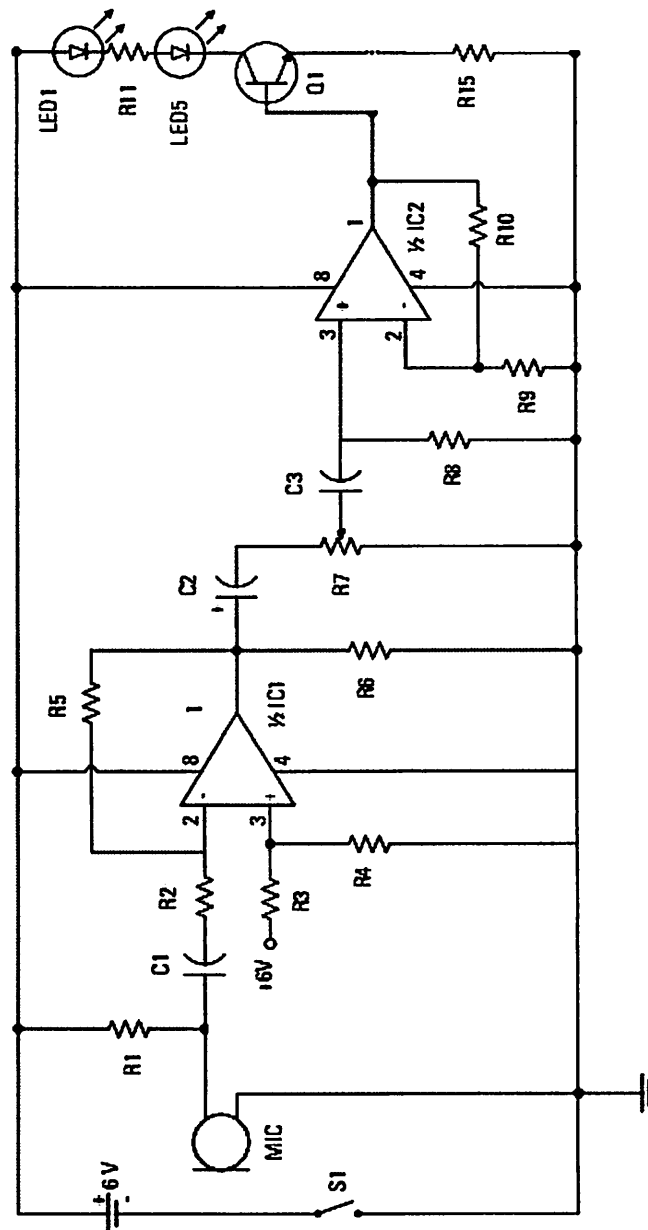 +6V
-
S1
MIC
R1
C1
R2
+6V
R3
R4
2
-
3
+
8
4
1
½ IC1
R5
R6
+
C2
R7
C3
R8
3
+
2
-
8
4
1
½ IC2
R9
R10
LED1
R11
LED5
Q1
R15